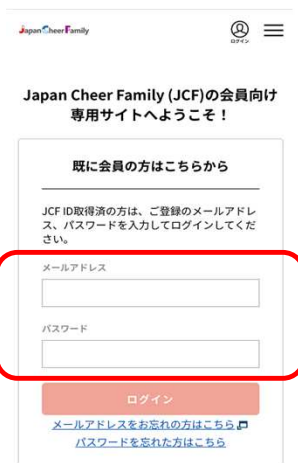 Japan Cheer Family
ログイン
Japan Cheer Family (JCF)の会員向け
専用サイトへようこそ！
既に会員の方はこちらから
JCF ID取得済の方は、ご登録のメールアドレ
ス、パスワードを入力してログインしてくだ
さい。
メールアドレス
パスワード
ログイン
メールアドレスをお忘れの方はこちら
パスワードを忘れた方はこちら